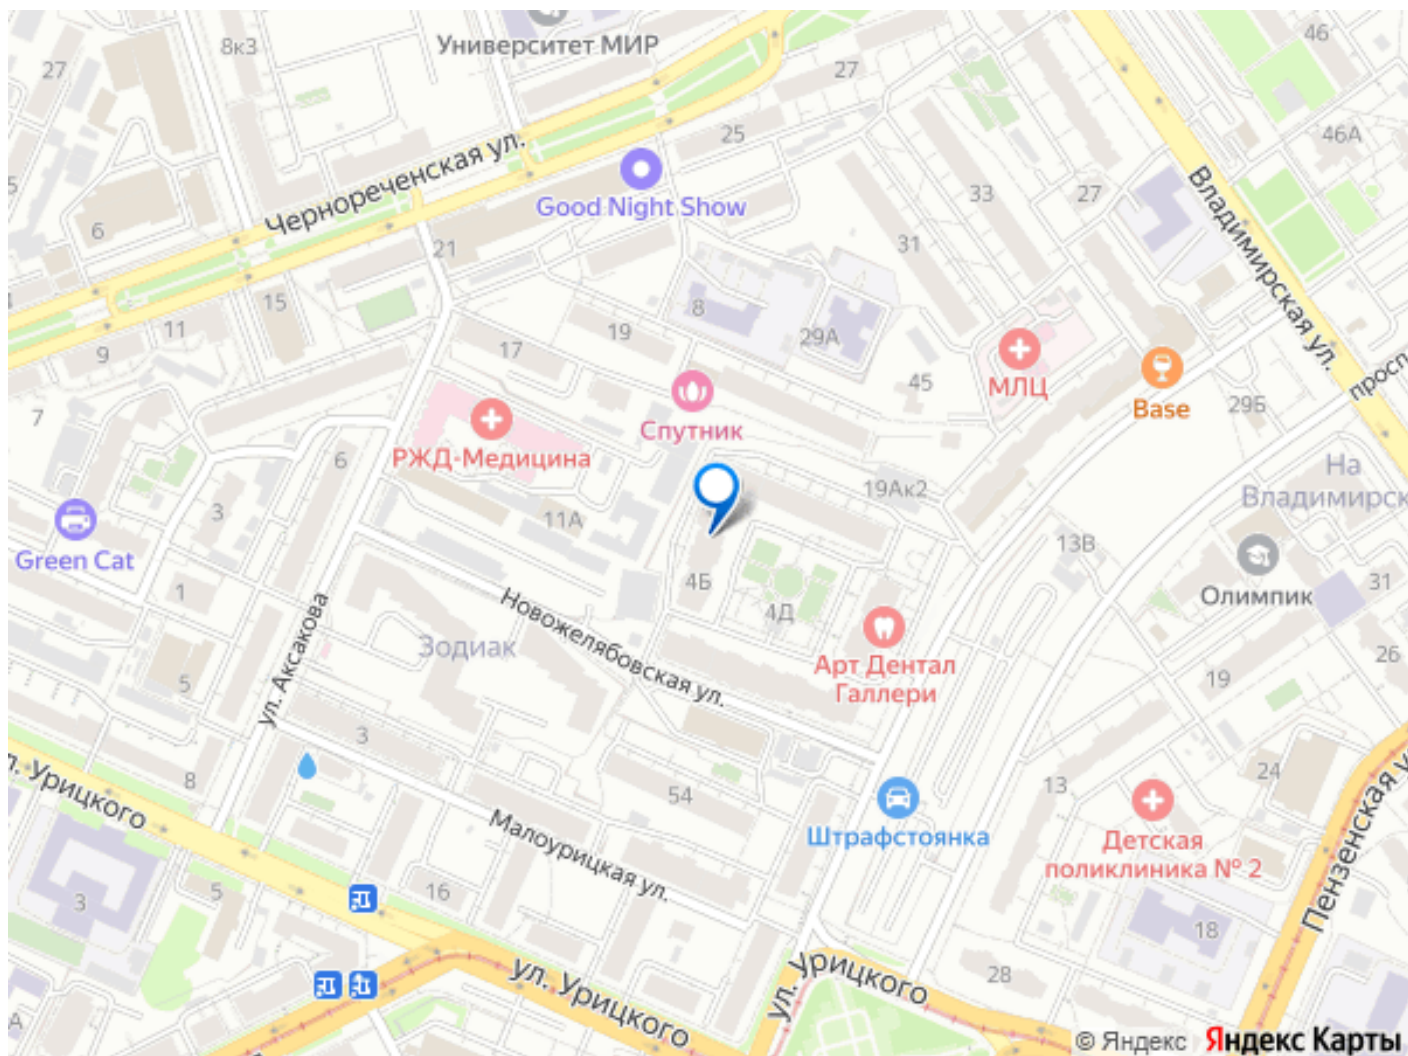 8к3
Университет МИР
46
27
27
46А
25
Чернореченская ул.
Good Night Show
33
27
Владимирская ул.
5
6
21
31
15
8
11
19
29А
9
17
МЛЦ
45
Base
29Б
просп
7
Спутник
РЖД-Медицина
6
На
Владимирск
19Ак2
3
11А
13В
Green Cat
4Б
31
1
Олимпик
Новожелябовская ул.
4Д
ул. Аксакова
Зодиак
Арт Дентал
Галлери
26
5
19
3
8
24
л. Урицкого
54
13
Штрафстоянка
Малоурицкая ул.
Детская
поликлиника № 2
Пензенская у
16
5
3
18
ул. Урицкого
ул. Урицкого
28
А
© Яндекс Яндекс Карты